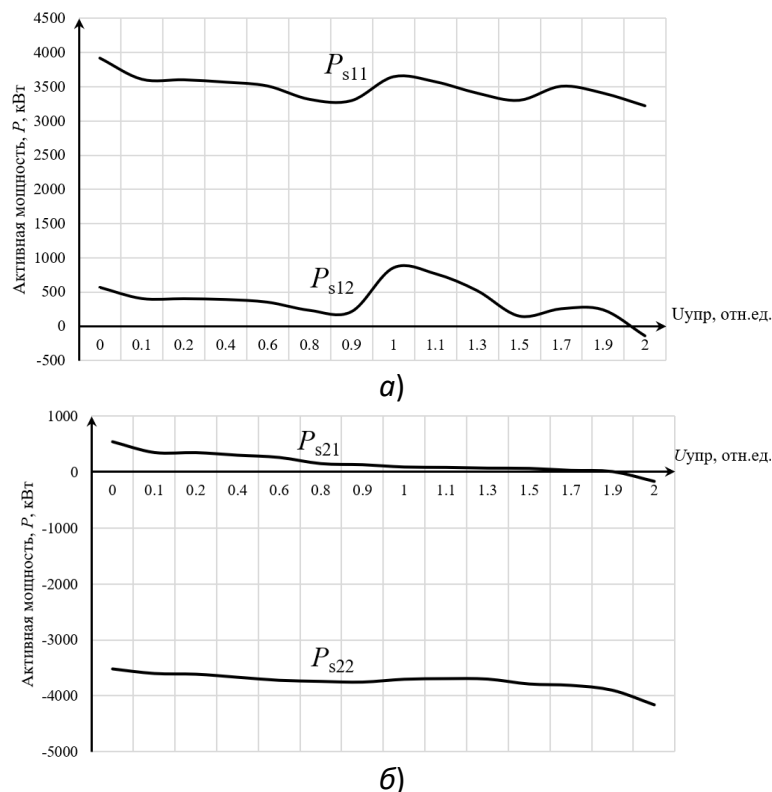 Активная мощность, P, кВт
4500
4000
3500
3000
2500
2000
1500
1000
500
0
-500
Ps11
Ps12
0 0.1 0.2 0.4 0.6 0.8 0.9 1 1.1 1.3 1.5 1.7 1.9 2
Uупр, отн.ед.
а)
Активная мощность, P, кВт
1000
0
-1000
-2000
-3000
-4000
-5000
Ps21
0 0.1 0.2 0.4 0.6 0.8 0.9 1 1.1 1.3 1.5 1.7 1.9 2
Uупр, отн.ед.
Ps22
б)